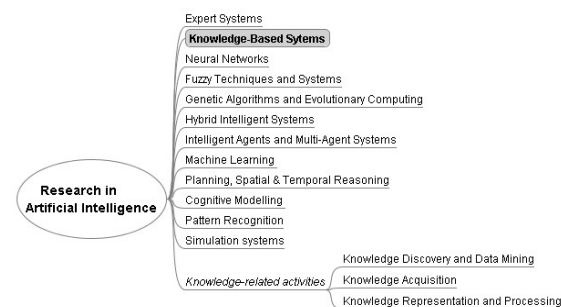 Expert Systems
Knowledge-Based Sytems
Neural Networks
Fuzzy Techniques and Systems
Genetic Algorithms and Evolutionary Computing
Hybrid Intelligent Systems
Intelligent Agents and Multi-Agent Systems
Machine Learning
Planning, Spatial & Temporal Reasoning
Research in
Artificial Intelligence
Cognitive Modelling
Pattern Recognition
Simulation systems
Knowledge-related activities
Knowledge Discovery and Data Mining
Knowledge Acquisition
Knowledge Representation and Processing